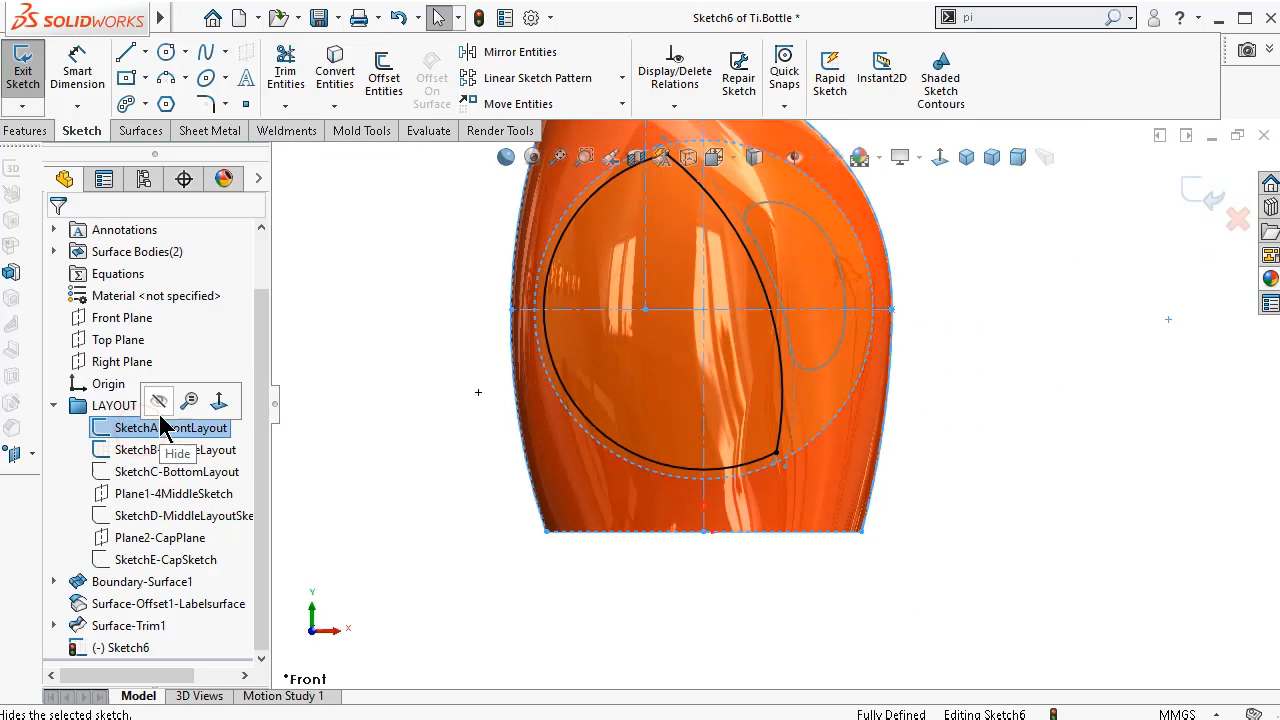 SOLIDWORKS
Sketch6 of Ti.Bottle *
pi
?
Exit
Sketch
Smart
Dimension
Trim
Entities
Convert
Entities
Offset
Entities
Offset
On
Surface
Mirror Entities
Linear Sketch Pattern
Move Entities
Display/Delete
Relations
Repair
Sketch
Quick
Snaps
Rapid
Sketch
Instant2D
Shaded
Sketch
Contours
Features
Sketch
Surfaces
Sheet Metal
Weldments
Mold Tools
Evaluate
Render Tools
3D
Annotations
Surface Bodies(2)
Equations
Material <not specified>
Front Plane
Top Plane
Right Plane
Origin
LAYOUT
SketchA ontLayout
Hide
SketchB- eLayout
SketchC-BottomLayout
Plane1-4MiddleSketch
SketchD-MiddleLayoutSke
Plane2-CapPlane
SketchE-CapSketch
Boundary-Surface1
Surface-Offset1-Labelsurface
Surface-Trim1
(-) Sketch6
Y
X
*Front
Model
3D Views
Motion Study 1
Hides the selected sketch.
Fully Defined
Editing Sketch6
MMGS